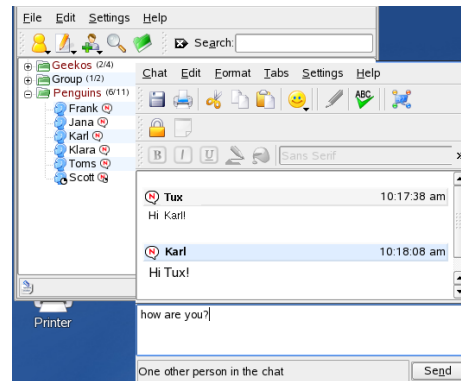 File Edit Settings Help
Search:
Geekos (2/4)
Group (1/2)
Penguins (6/11)
Frank
Jana
Karl
Klara
Toms
Scott
Chat Edit Format Tabs Settings Help
ABC
B I U Sans Serif
N Tux 10:17:38 am
Hi Karl!
N Karl 10:18:08 am
Hi Tux!
Printer
how are you?
One other person in the chat Send